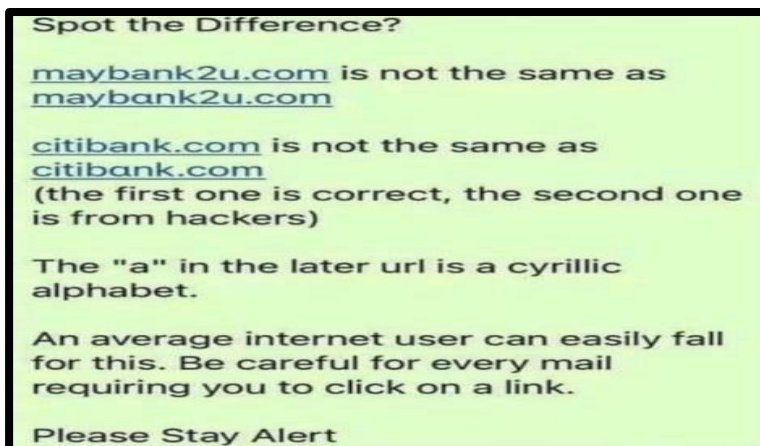 Spot the Difference?
maybank2u.com is not the same as
maybɑnk2u.com
citibank.com is not the same as
citibɑnk.com
(the first one is correct, the second one
is from hackers)
The "a" in the later url is a cyrillic
alphabet.
An average internet user can easily fall
for this. Be careful for every mail
requiring you to click on a link.
Please Stay Alert